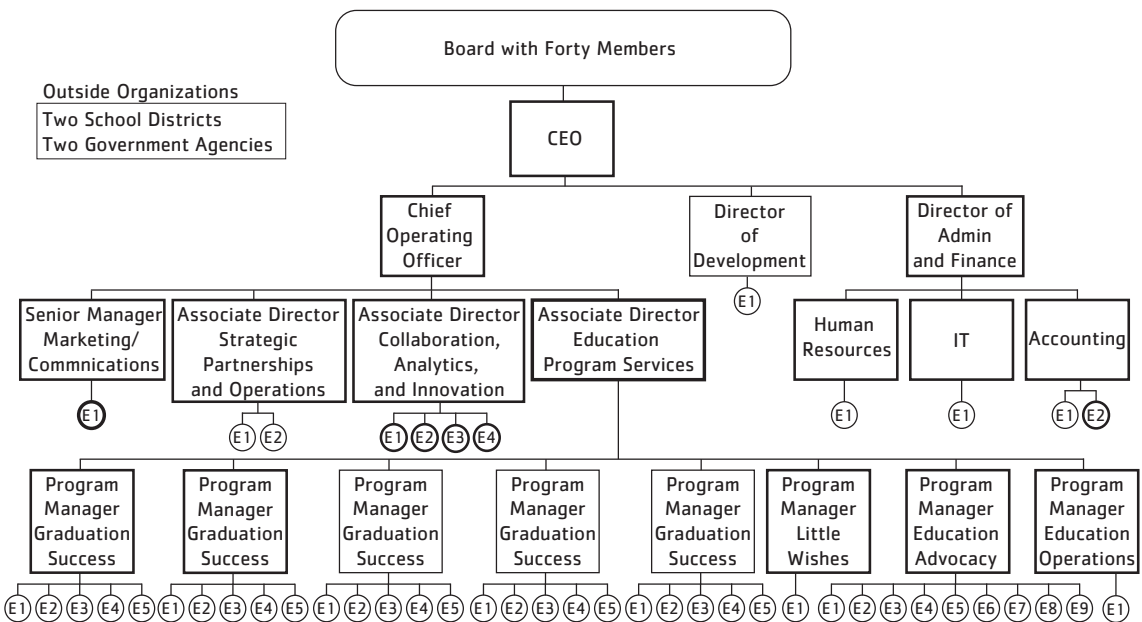 Board with Forty Members
Outside Organizations
Two School Districts
Two Government Agencies
CEO
Chief
Operating
Officer
Director
of
Development
Director of
Admin
and Finance
E1
Senior Manager
Marketing/
Commnications
Associate Director
Strategic
Partnerships
and Operations
Associate Director
Collaboration,
Analytics,
and Innovation
Associate Director
Education
Program Services
Human
Resources
IT
Accounting
E1
E1 E2
E1 E2 E3 E4
E1
E1
E1 E2
Program
Manager
Graduation
Success
Program
Manager
Graduation
Success
Program
Manager
Graduation
Success
Program
Manager
Graduation
Success
Program
Manager
Graduation
Success
Program
Manager
Little
Wishes
Program
Manager
Education
Advocacy
Program
Manager
Education
Operations
E1 E2 E3 E4 E5
E1 E2 E3 E4 E5
E1 E2 E3 E4 E5
E1 E2 E3 E4 E5
E1 E2 E3 E4 E5
E1
E1 E2 E3 E4 E5 E6 E7 E8 E9
E1